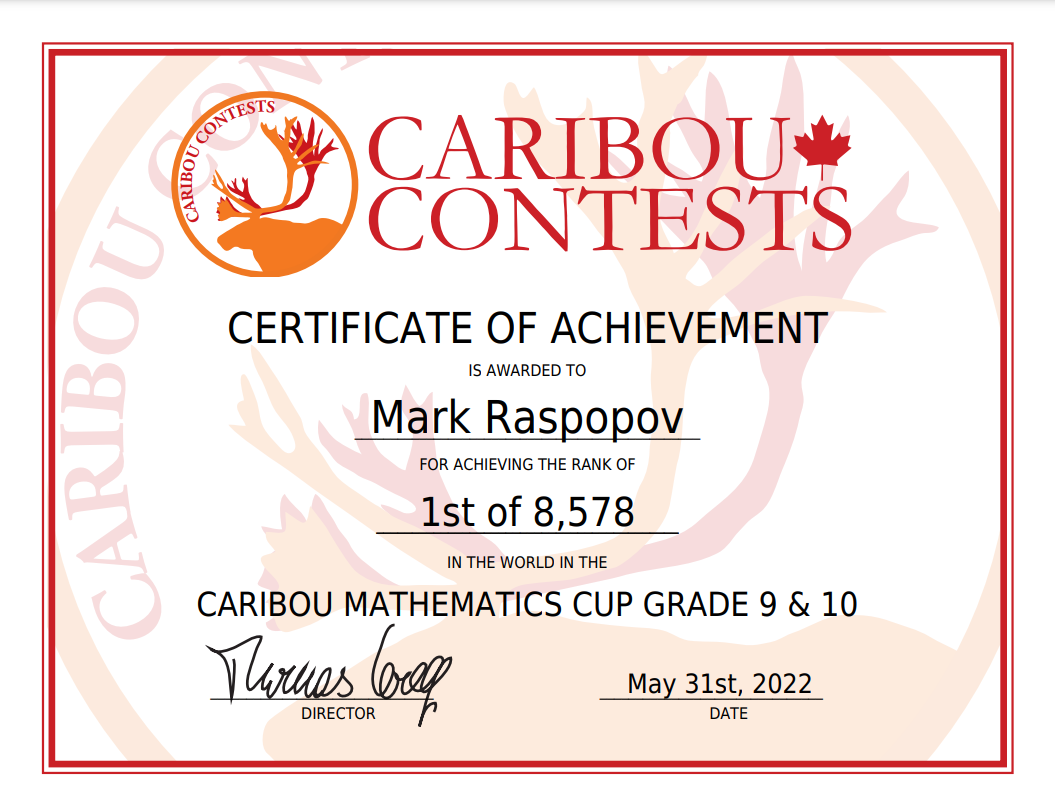 CARIBOU CONTESTS
CARIBOU
CONTESTS
CERTIFICATE OF ACHIEVEMENT
IS AWARDED TO
Mark Raspopov
FOR ACHIEVING THE RANK OF
1st of 8,578
IN THE WORLD IN THE
CARIBOU MATHEMATICS CUP GRADE 9 & 10
Thomas
May 31st, 2022
DIRECTOR
DATE
CARIBOU CONT